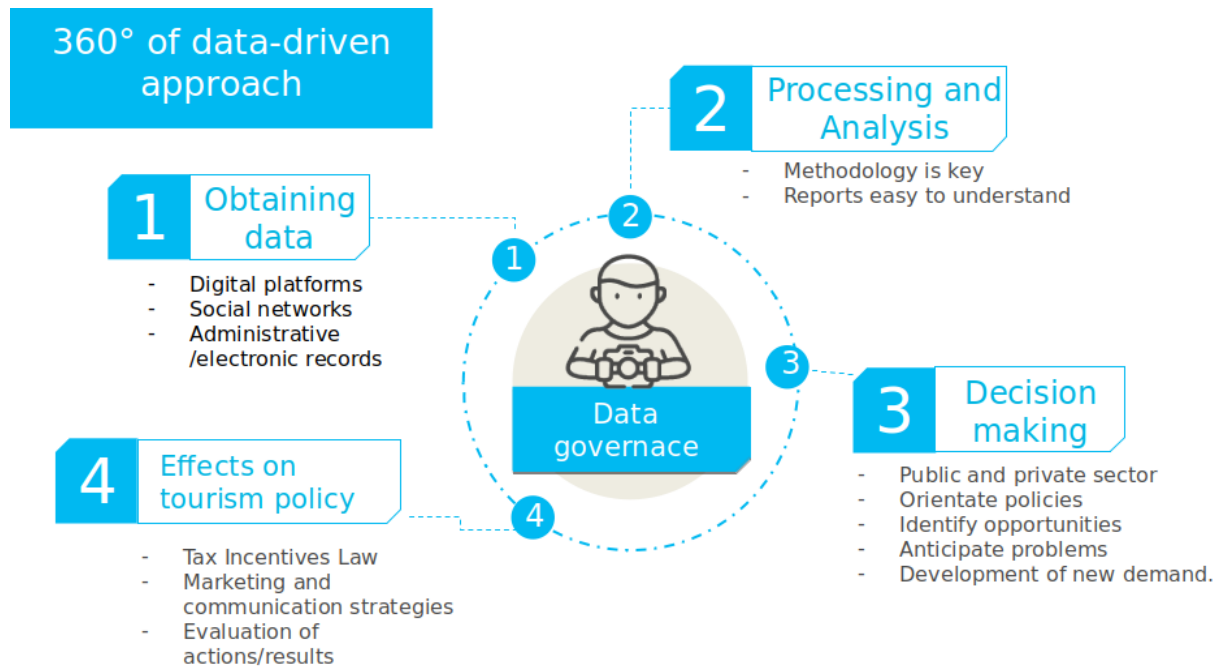 360° of data-driven
approach
1
Obtaining
data
- Digital platforms
- Social networks
- Administrative
/electronic records
2
Processing and
Analysis
- Methodology is key
- Reports easy to understand
1
2
3
4
Data
governace
3
Decision
making
- Public and private sector
- Orientate policies
- Identify opportunities
- Anticipate problems
- Development of new demand.
4
Effects on
tourism policy
- Tax Incentives Law
- Marketing and
communication strategies
- Evaluation of
actions/results